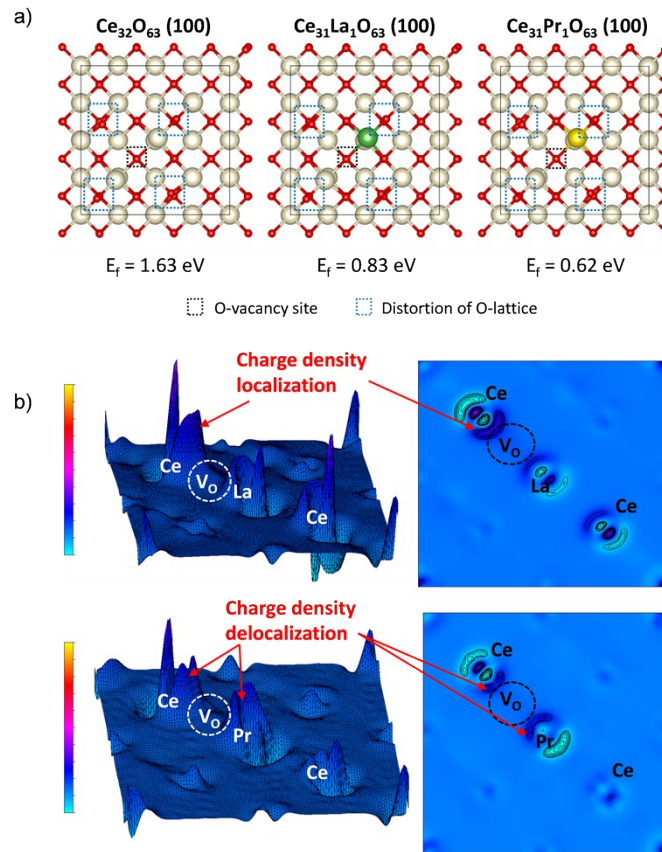 a)
Ce32O63 (100)
Ce31La1O63 (100)
Ce31Pr1O63 (100)
Ef = 1.63 eV
Ef = 0.83 eV
Ef = 0.62 eV
O-vacancy site
Distortion of O-lattice
b)
Charge density
localization
Ce
VO
La
Ce
Ce
VO
La
Ce
Charge density
delocalization
Ce
VO
Pr
Ce
Ce
VO
Pr
Ce